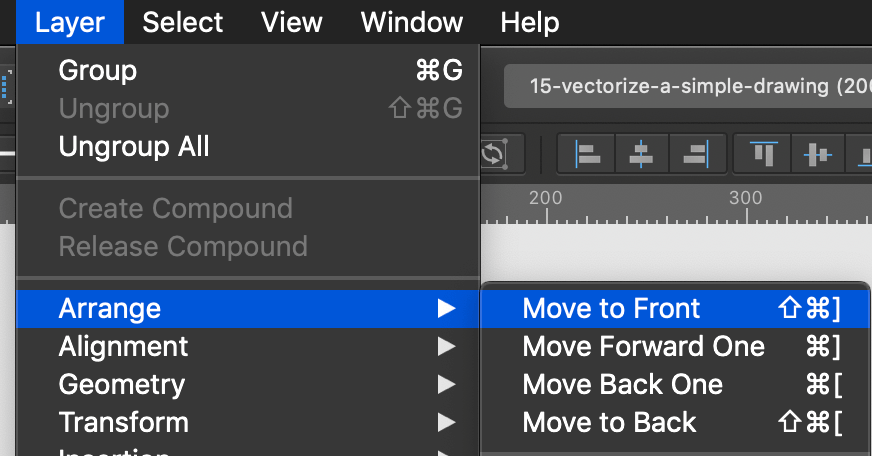 Layer Select View Window Help
Group ⌘G
Ungroup ⇧⌘G
Ungroup All
15-vectorize-a-simple-drawing (200
200 300
Create Compound
Release Compound
Arrange ▶
Alignment ▶
Geometry ▶
Transform ▶
Move to Front ⇧⌘]
Move Forward One ⌘]
Move Back One ⌘[
Move to Back ⇧⌘[